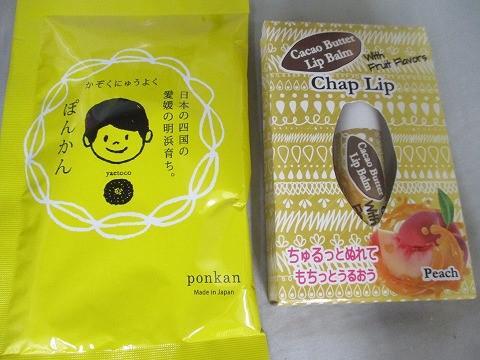 かぞくにゅうよく
日本の四国の
愛媛の明浜育ち。
ぽんかん
yaetoco
ponkan
Made in Japan
Cacao Butter
Lip Balm
With
Fruit Flavors
Chap Lip
Cacao Butter
Lip Balm
With
ちゅるっとぬれて
もちっとうるおう
Peach